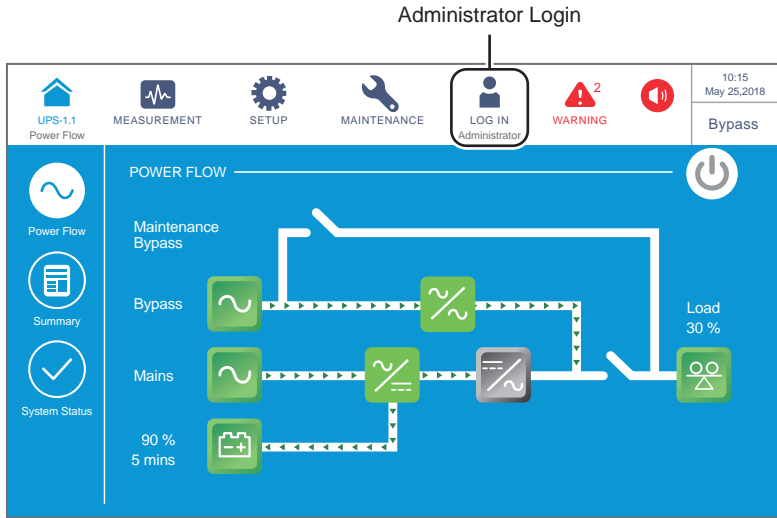 Administrator Login
UPS-1.1
Power Flow
MEASUREMENT
SETUP
MAINTENANCE
LOG IN
Administrator
2
WARNING
10:15
May 25,2018
Bypass
POWER FLOW
Power Flow
Summary
System Status
Maintenance
Bypass
Bypass
Mains
90 %
5 mins
Load
30 %